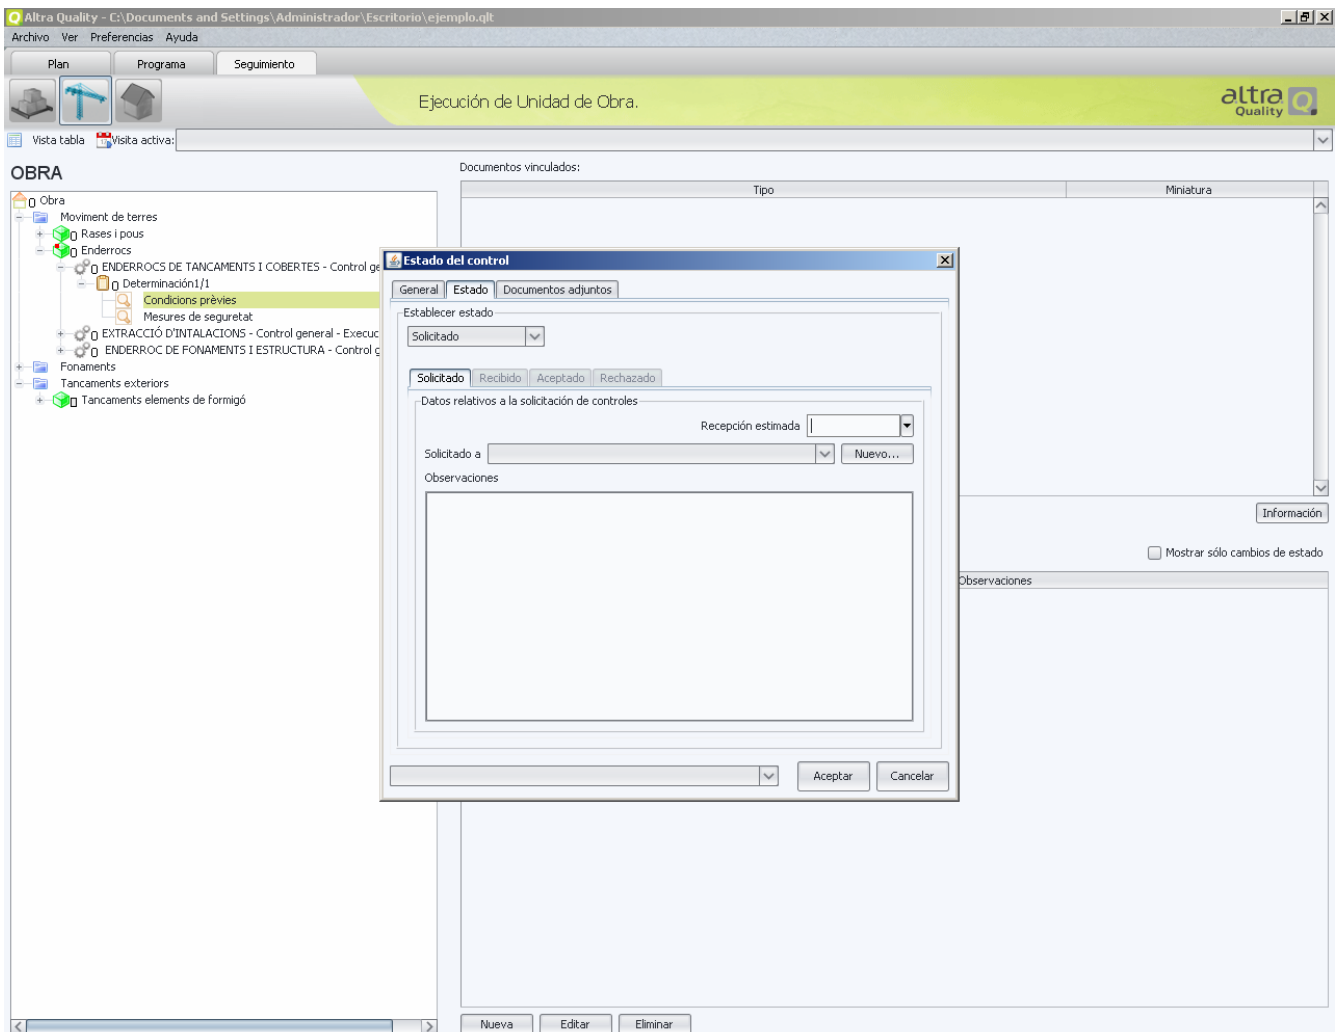 Altra Quality - C:\Documents and Settings\Administrador\Escritorio\ejemplo.qlt
Archivo Ver Preferencias Ayuda
Plan Programa Seguimiento
Ejecución de Unidad de Obra.
altra Quality
Vista tabla Visita activa:
OBRA
Obra
Moviment de terres
Rases i pous
Enderrocs
ENDERROCS DE TANCAMENTS I COBERTES - Control ge
Determinación1/1
Condicions prèvies
Mesures de seguretat
EXTRACCIÓ D'INTALACIONS - Control general - Execuc
ENDERROC DE FONAMENTS I ESTRUCTURA - Control g
Fonaments
Tancaments exteriors
Tancaments elements de formigó
Documentos vinculados:
Tipo Miniatura
Información
Mostrar sólo cambios de estado
Observaciones
Estado del control
General Estado Documentos adjuntos
Establecer estado
Solicitado
Solicitado Recibido Aceptado Rechazado
Datos relativos a la solicitación de controles
Recepción estimada
Solicitado a Nuevo...
Observaciones
Aceptar Cancelar
Nueva Editar Eliminar